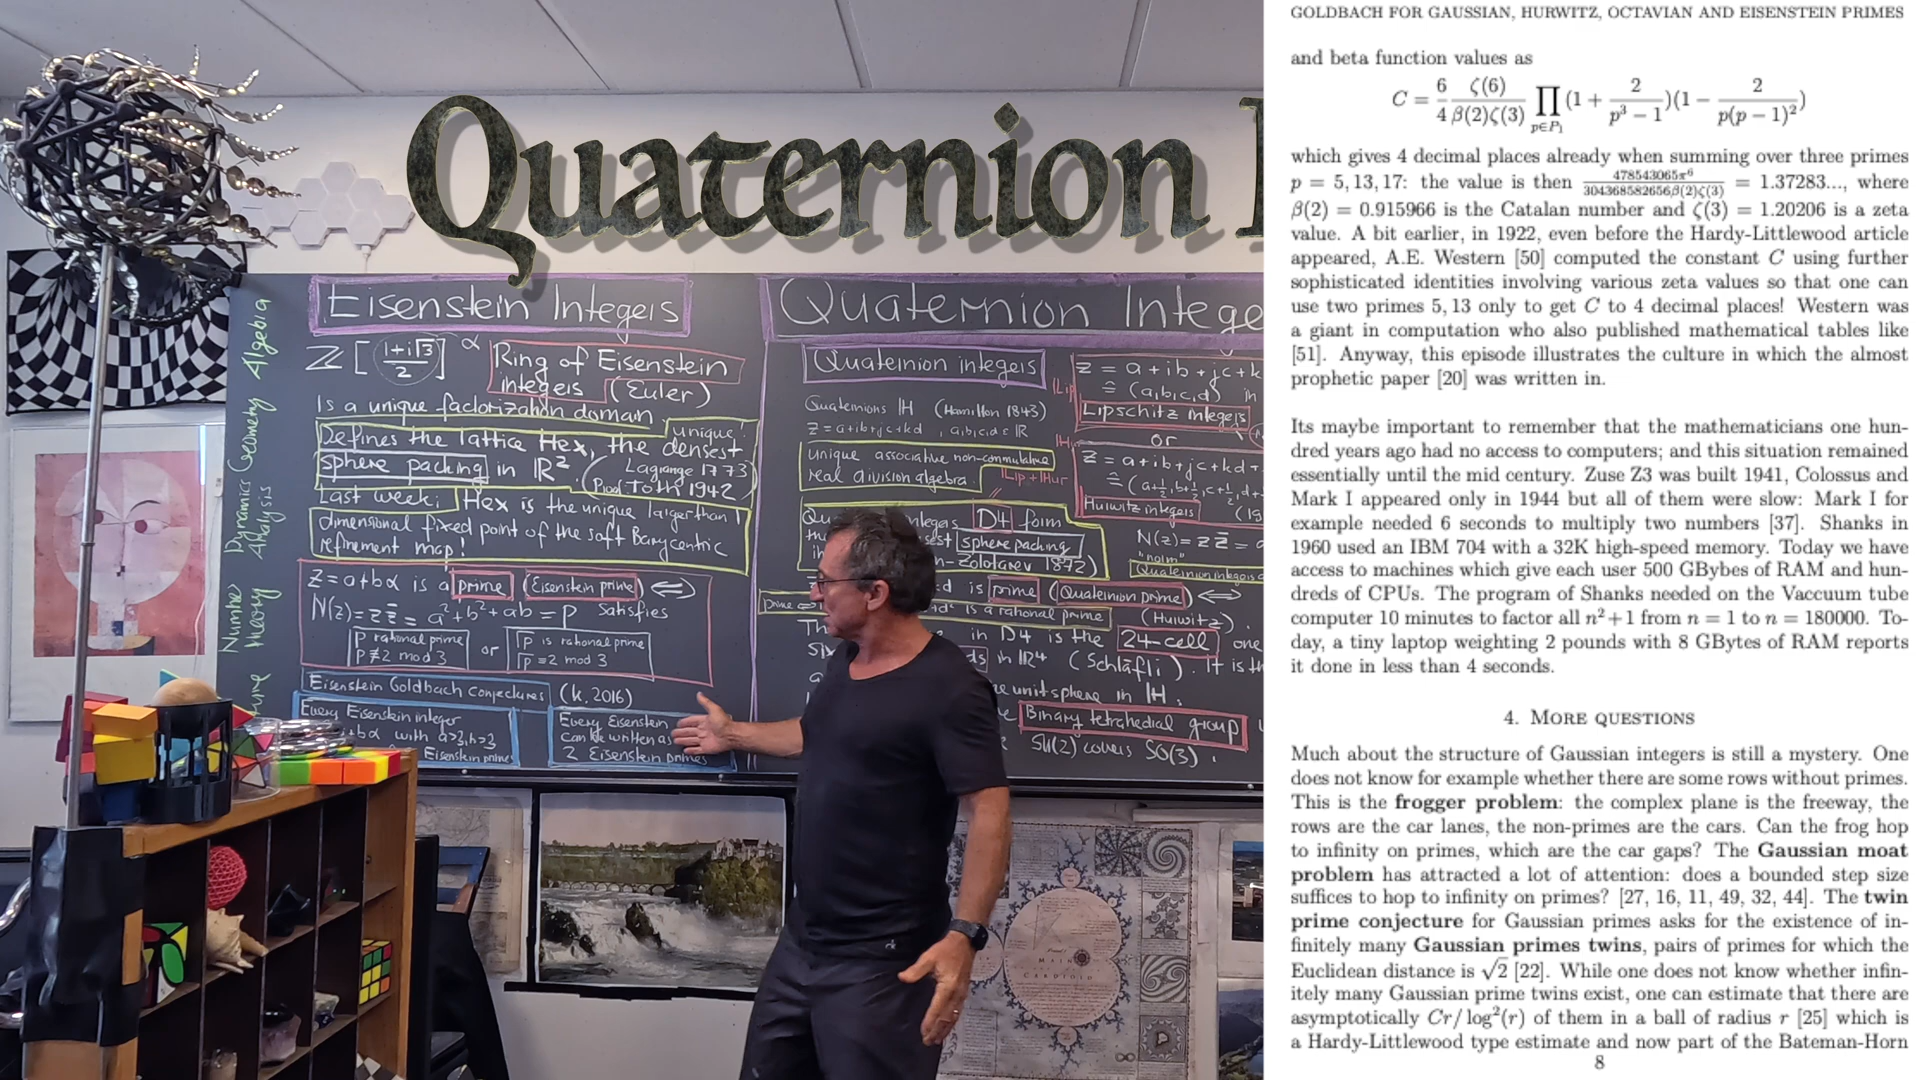 Quaternion
Number Theory Dynamics Analysis Geometry Algebra
Eisenstein Integers
Z[(1+i√3)/2] α
Ring of Eisenstein
integers (Euler)
Is a unique factorization domain
Defines the lattice Hex, the unique densest
sphere packing in ℝ² (Lagrange 1773
Proof Toth 1942)
Last week: Hex is the unique larger than 1
dimensional fixed point of the soft Barycentric
refinement map!
z=a+bα is a prime (Eisenstein prime) ⟺
N(z)=zz̄ = a²+b²+ab=p satisfies
p rational prime
p≢2 mod 3
or
√p is rational prime
√p=2 mod 3
Eisenstein Goldbach conjectures (k. 2016)
Every Eisenstein integer
+bα with a>3,b>3
Eisenstein prime
Every Eisenstein
can be written as
2 Eisenstein primes
Quaternion Intege
Quaternion integers
Quaternions ℍ (Hamilton 1843)
z=a+ib+jc+kd , a,b,c,d ∈ ℝ
unique associative non-commutative
real division algebra.
Lip + Hur
z = a+ib+jc+k
≅ (a,b,c,d) in
Lipschitz Integers
or
z=a+ib+jc+kd+
≅ (a+½,b+½,c+½,d+
Hurwitz integers
integers D4 form
sphere packing
Zolotarev 1872)
N(z)=zz̄ =
"norm"
Quaternion integers
is prime (Quaternion prime) ⟺
prime
is a rational prime (Hurwitz).
in D4 is the 24-cell one
in ℝ4 (Schläfli). It is th
unit sphere in ℍ.
Binary tetrahedral group
SU(2) covers SO(3).
GOLDBACH FOR GAUSSIAN, HURWITZ, OCTAVIAN AND EISENSTEIN PRIMES
and beta function values as
C = 6/4 ζ(6)/(β(2)ζ(3)) ∏_{p∈P₁} (1 + 2/(p³ − 1))(1 − 2/(p(p − 1)²))
which gives 4 decimal places already when summing over three primes
p = 5, 13, 17: the value is then 478543065π⁶/(304368582656β(2)ζ(3)) = 1.37283..., where
β(2) = 0.915966 is the Catalan number and ζ(3) = 1.20206 is a zeta
value. A bit earlier, in 1922, even before the Hardy-Littlewood article
appeared, A.E. Western [50] computed the constant C using further
sophisticated identities involving various zeta values so that one can
use two primes 5, 13 only to get C to 4 decimal places! Western was
a giant in computation who also published mathematical tables like
[51]. Anyway, this episode illustrates the culture in which the almost
prophetic paper [20] was written in.
Its maybe important to remember that the mathematicians one hun-
dred years ago had no access to computers; and this situation remained
essentially until the mid century. Zuse Z3 was built 1941, Colossus and
Mark I appeared only in 1944 but all of them were slow: Mark I for
example needed 6 seconds to multiply two numbers [37]. Shanks in
1960 used an IBM 704 with a 32K high-speed memory. Today we have
access to machines which give each user 500 GBybes of RAM and hun-
dreds of CPUs. The program of Shanks needed on the Vaccuum tube
computer 10 minutes to factor all n² + 1 from n = 1 to n = 180000. To-
day, a tiny laptop weighting 2 pounds with 8 GBytes of RAM reports
it done in less than 4 seconds.
4. More questions
Much about the structure of Gaussian integers is still a mystery. One
does not know for example whether there are some rows without primes.
This is the frogger problem: the complex plane is the freeway, the
rows are the car lanes, the non-primes are the cars. Can the frog hop
to infinity on primes, which are the car gaps? The Gaussian moat
problem has attracted a lot of attention: does a bounded step size
suffices to hop to infinity on primes? [27, 16, 11, 49, 32, 44]. The twin
prime conjecture for Gaussian primes asks for the existence of in-
finitely many Gaussian primes twins, pairs of primes for which the
Euclidean distance is √2 [22]. While one does not know whether infin-
itely many Gaussian prime twins exist, one can estimate that there are
asymptotically Cr/ log²(r) of them in a ball of radius r [25] which is
a Hardy-Littlewood type estimate and now part of the Bateman-Horn
8